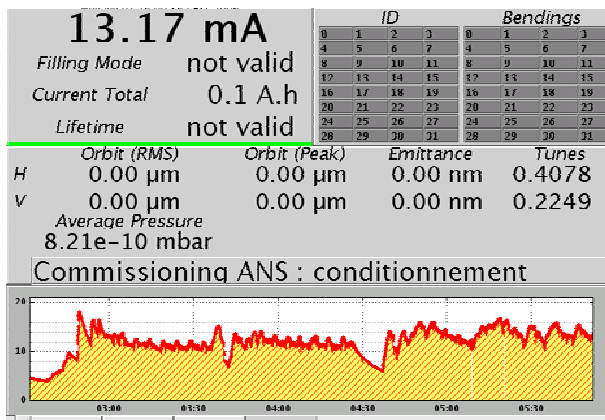 13.17 mA
Filling Mode not valid
Current Total 0.1 A.h
Lifetime not valid
ID Bendings
0 1 2 3 0 1 2 3
4 5 6 7 4 5 6 7
8 9 10 11 8 9 10 11
12 13 14 15 12 13 14 15
16 17 18 19 16 17 18 19
20 21 22 23 20 21 22 23
24 25 26 27 24 25 26 27
28 29 30 31 28 29 30 31
Orbit (RMS) Orbit (Peak) Emittance Tunes
H 0.00 µm 0.00 µm 0.00 nm 0.4078
V 0.00 µm 0.00 µm 0.00 nm 0.2249
Average Pressure
8.21e-10 mbar
Commissioning ANS : conditionnement
20
10
0
03:00 03:30 04:00 04:30 05:00 05:30